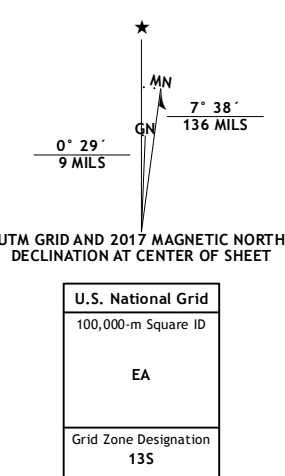 MN
GN
7° 38´
136 MILS
0° 29´
9 MILS
UTM GRID AND 2017 MAGNETIC NORTH
DECLINATION AT CENTER OF SHEET
U.S. National Grid
100,000-m Square ID
EA
Grid Zone Designation
13S